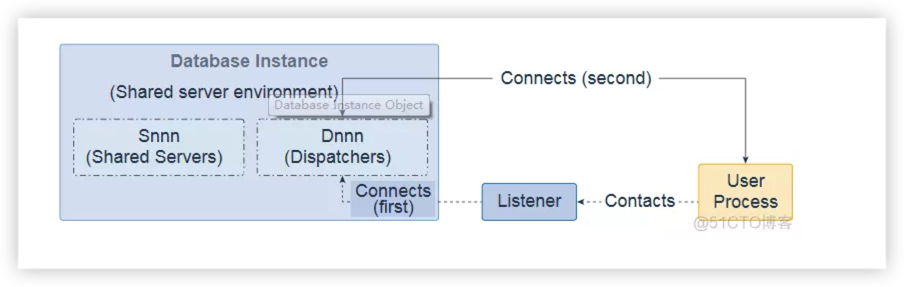 Database Instance
(Shared server environment)
Database Instance Object
Snnn
(Shared Servers)
Dnnn
(Dispatchers)
Connects (second)
Connects
(first)
Listener
Contacts
User
Process
@51CTO博客